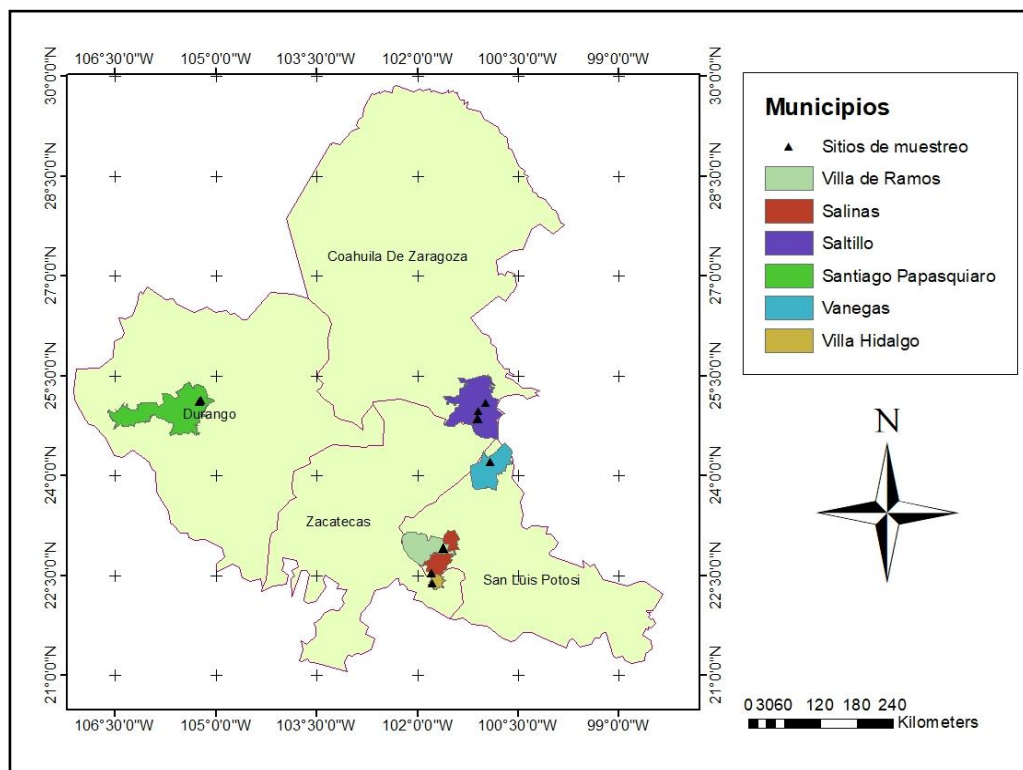 106°30'0"W 105°0'0"W 103°30'0"W 102°0'0"W 100°30'0"W 99°0'0"W
30°0'0"N
28°30'0"N
27°0'0"N
25°30'0"N
24°0'0"N
22°30'0"N
21°0'0"N
Coahuila De Zaragoza
Durango
Zacatecas
San Luis Potosi
30°0'0"N
28°30'0"N
27°0'0"N
25°30'0"N
24°0'0"N
22°30'0"N
21°0'0"N
106°30'0"W 105°0'0"W 103°30'0"W 102°0'0"W 100°30'0"W 99°0'0"W
Municipios
Sitios de muestreo
Villa de Ramos
Salinas
Saltillo
Santiago Papasquiaro
Vanegas
Villa Hidalgo
N
0 30 60 120 180 240
Kilometers